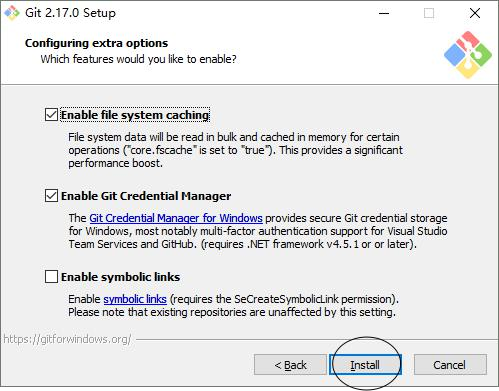 Git 2.17.0 Setup
Configuring extra options
Which features would you like to enable?
Enable file system caching
File system data will be read in bulk and cached in memory for certain
operations ("core.fscache" is set to "true"). This provides a significant
performance boost.
Enable Git Credential Manager
The Git Credential Manager for Windows provides secure Git credential storage
for Windows, most notably multi-factor authentication support for Visual Studio
Team Services and GitHub. (requires .NET framework v4.5.1 or or later).
Enable symbolic links
Enable symbolic links (requires the SeCreateSymbolicLink permission).
Please note that existing repositories are unaffected by this setting.
https://gitforwindows.org/
< Back
Install
Cancel